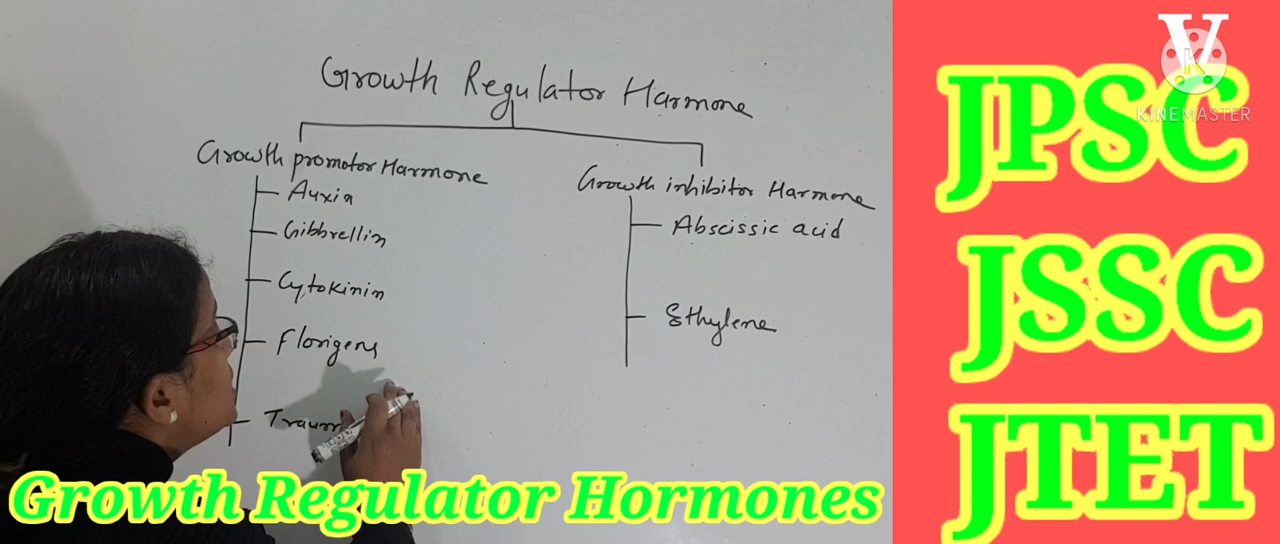 Growth Regulator Harmone
Growth promotor Harmone
Auxin
Gibbrellin
Cytokinin
Florigens
Growth inhibitor Harmone
Abscissic acid
Ethylene
Growth Regulator Hormones
V
K
KINEMASTER
JPSC
JSSC
JTET